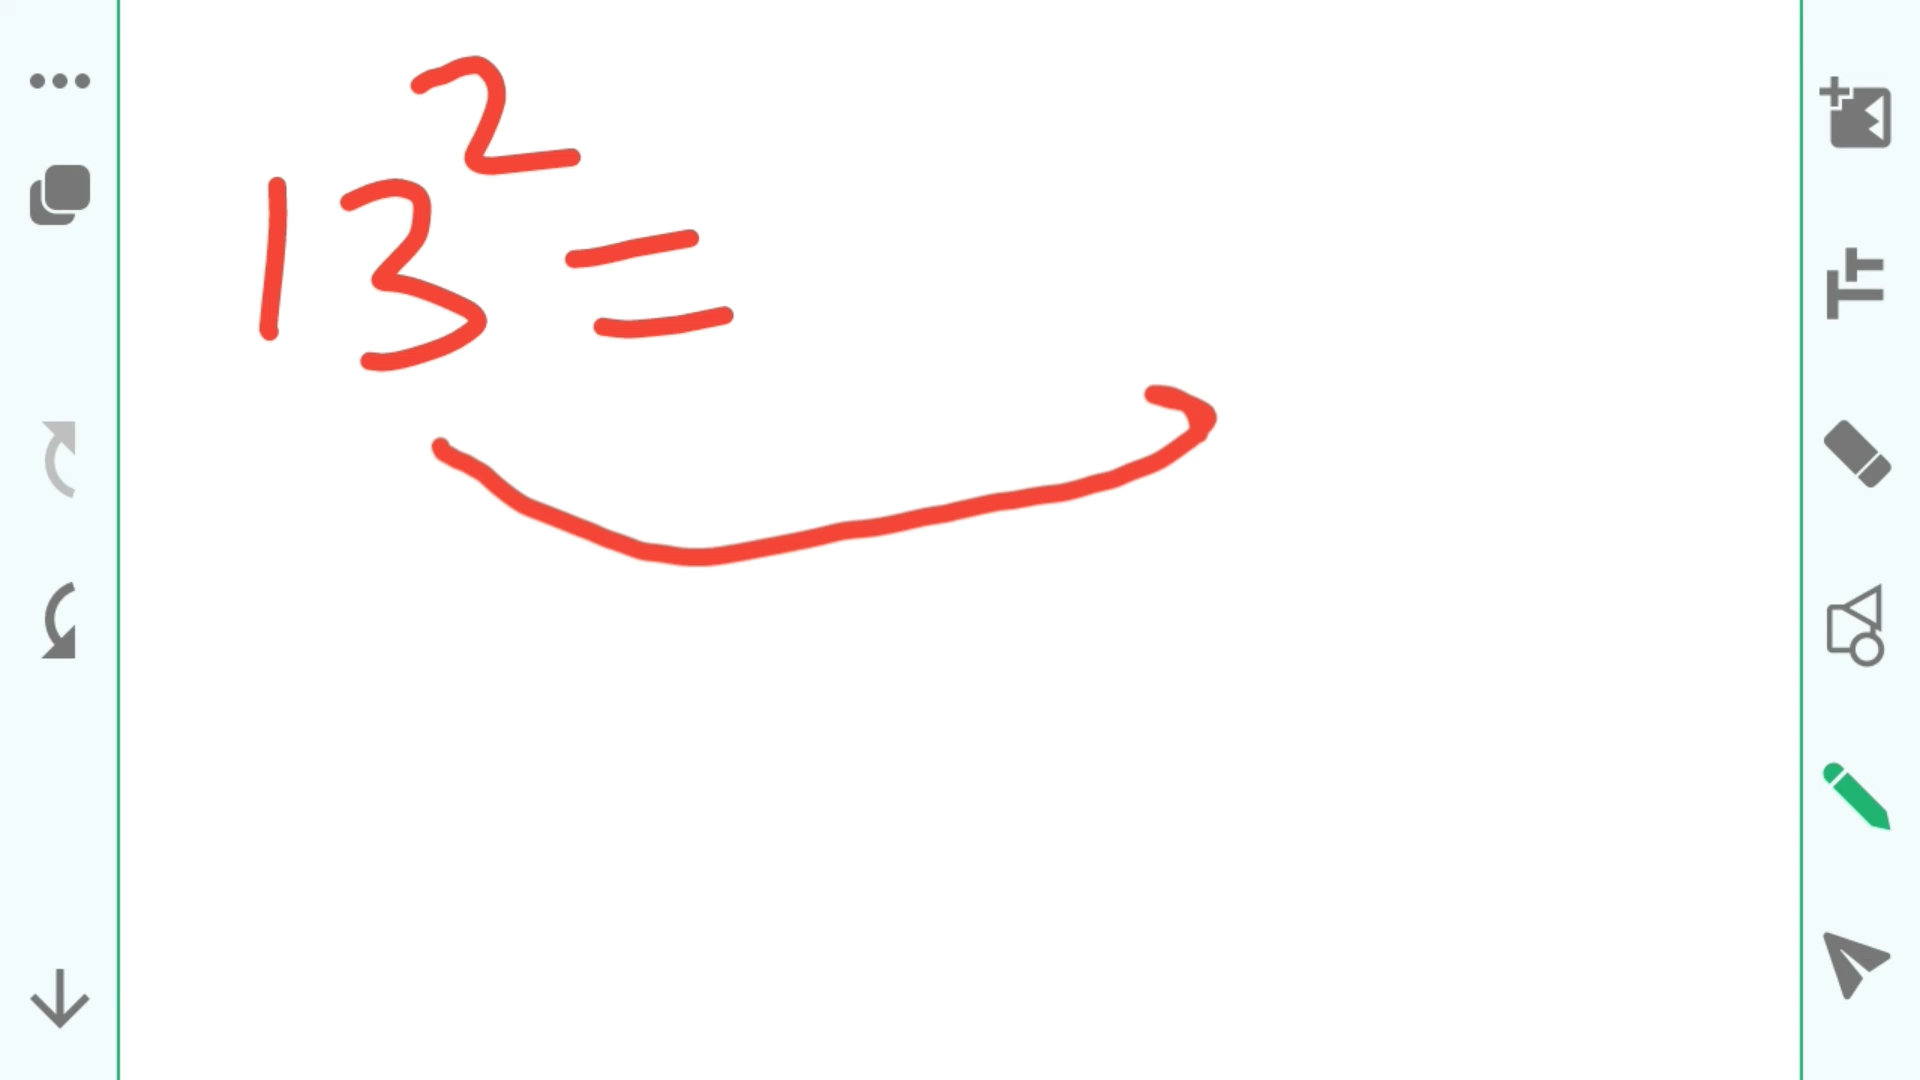 13² =